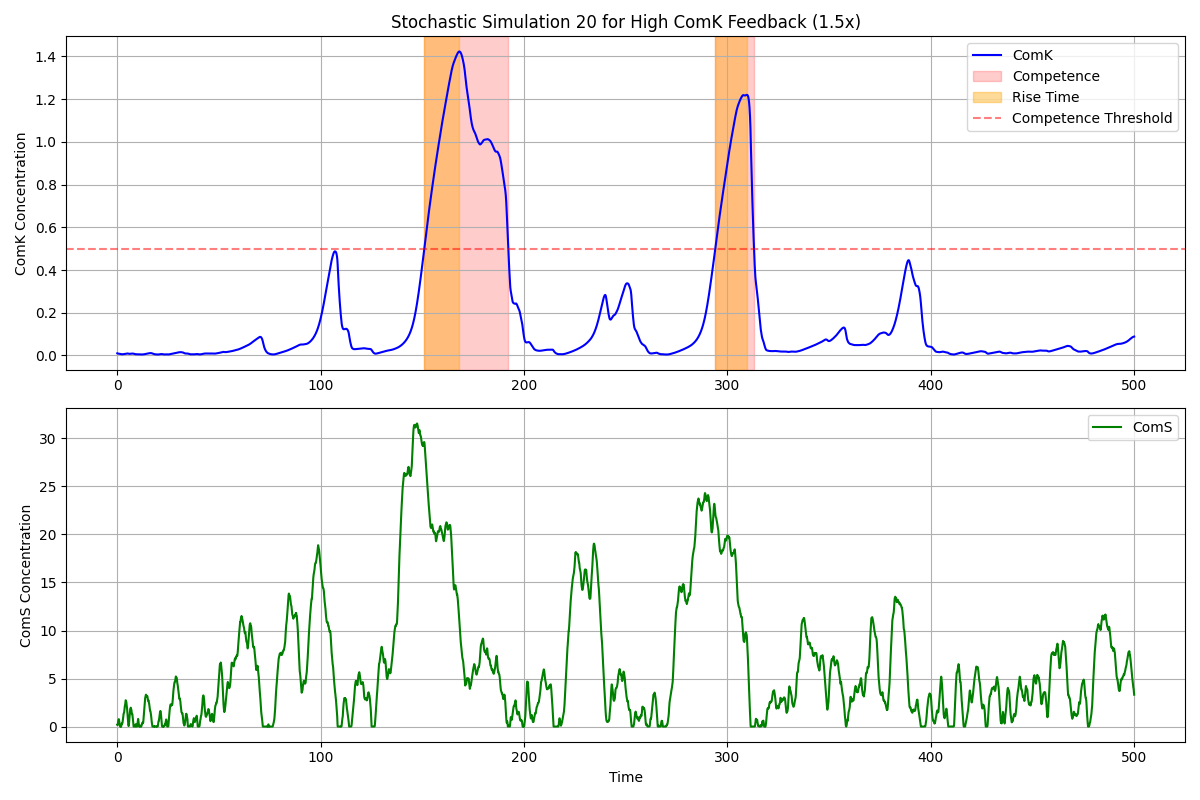 Stochastic Simulation 20 for High ComK Feedback (1.5x)
ComK Concentration
1.4
1.2
1.0
0.8
0.6
0.4
0.2
0.0
ComK
Competence
Rise Time
Competence Threshold
0 100 200 300 400 500
ComS Concentration
30
25
20
15
10
5
0
ComS
0 100 200 300 400 500
Time